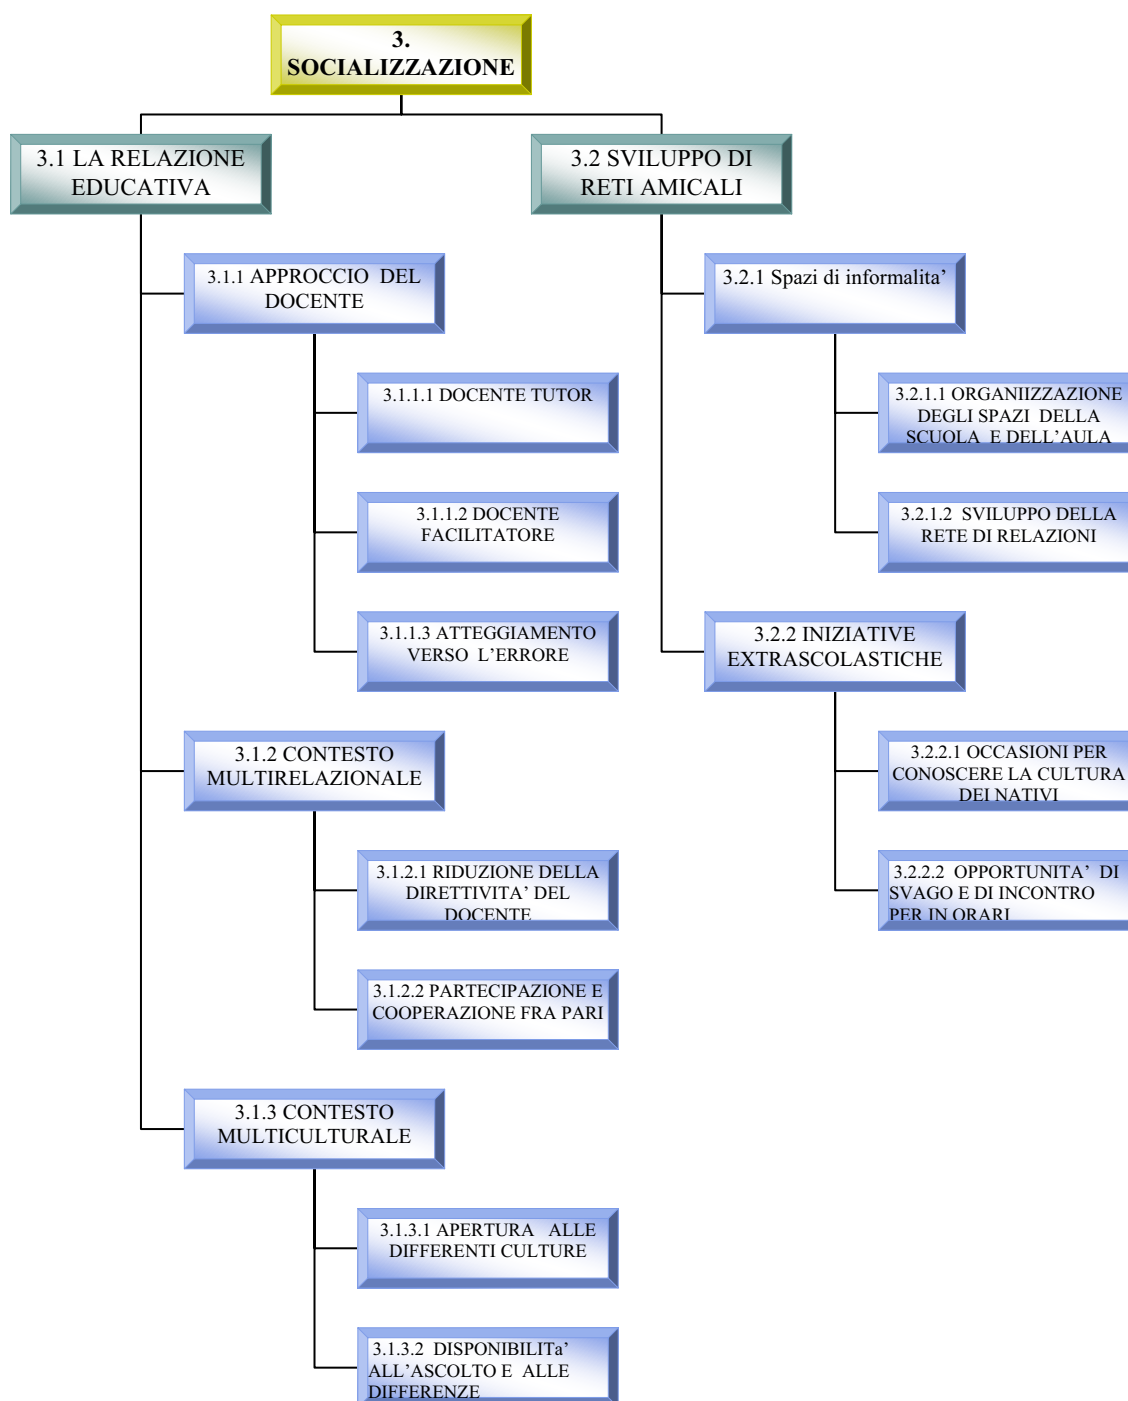 3.
SOCIALIZZAZIONE
3.1 LA RELAZIONE
EDUCATIVA
3.1.1 APPROCCIO DEL
DOCENTE
3.1.1.1 DOCENTE TUTOR
3.1.1.2 DOCENTE
FACILITATORE
3.1.1.3 ATTEGGIAMENTO
VERSO L’ERRORE
3.1.2 CONTESTO
MULTIRELAZIONALE
3.1.2.1 RIDUZIONE DELLA
DIRETTIVITA’ DEL
DOCENTE
3.1.2.2 PARTECIPAZIONE E
COOPERAZIONE FRA PARI
3.1.3 CONTESTO
MULTICULTURALE
3.1.3.1 APERTURA ALLE
DIFFERENTI CULTURE
3.1.3.2 DISPONIBILITa’
ALL’ASCOLTO E ALLE
DIFFERENZE
3.2 SVILUPPO DI
RETI AMICALI
3.2.1 Spazi di informalita’
3.2.1.1 ORGANIIZZAZIONE
DEGLI SPAZI DELLA
SCUOLA E DELL’AULA
3.2.1.2 SVILUPPO DELLA
RETE DI RELAZIONI
3.2.2 INIZIATIVE
EXTRASCOLASTICHE
3.2.2.1 OCCASIONI PER
CONOSCERE LA CULTURA
DEI NATIVI
3.2.2.2 OPPORTUNITA’ DI
SVAGO E DI INCONTRO
PER IN ORARI